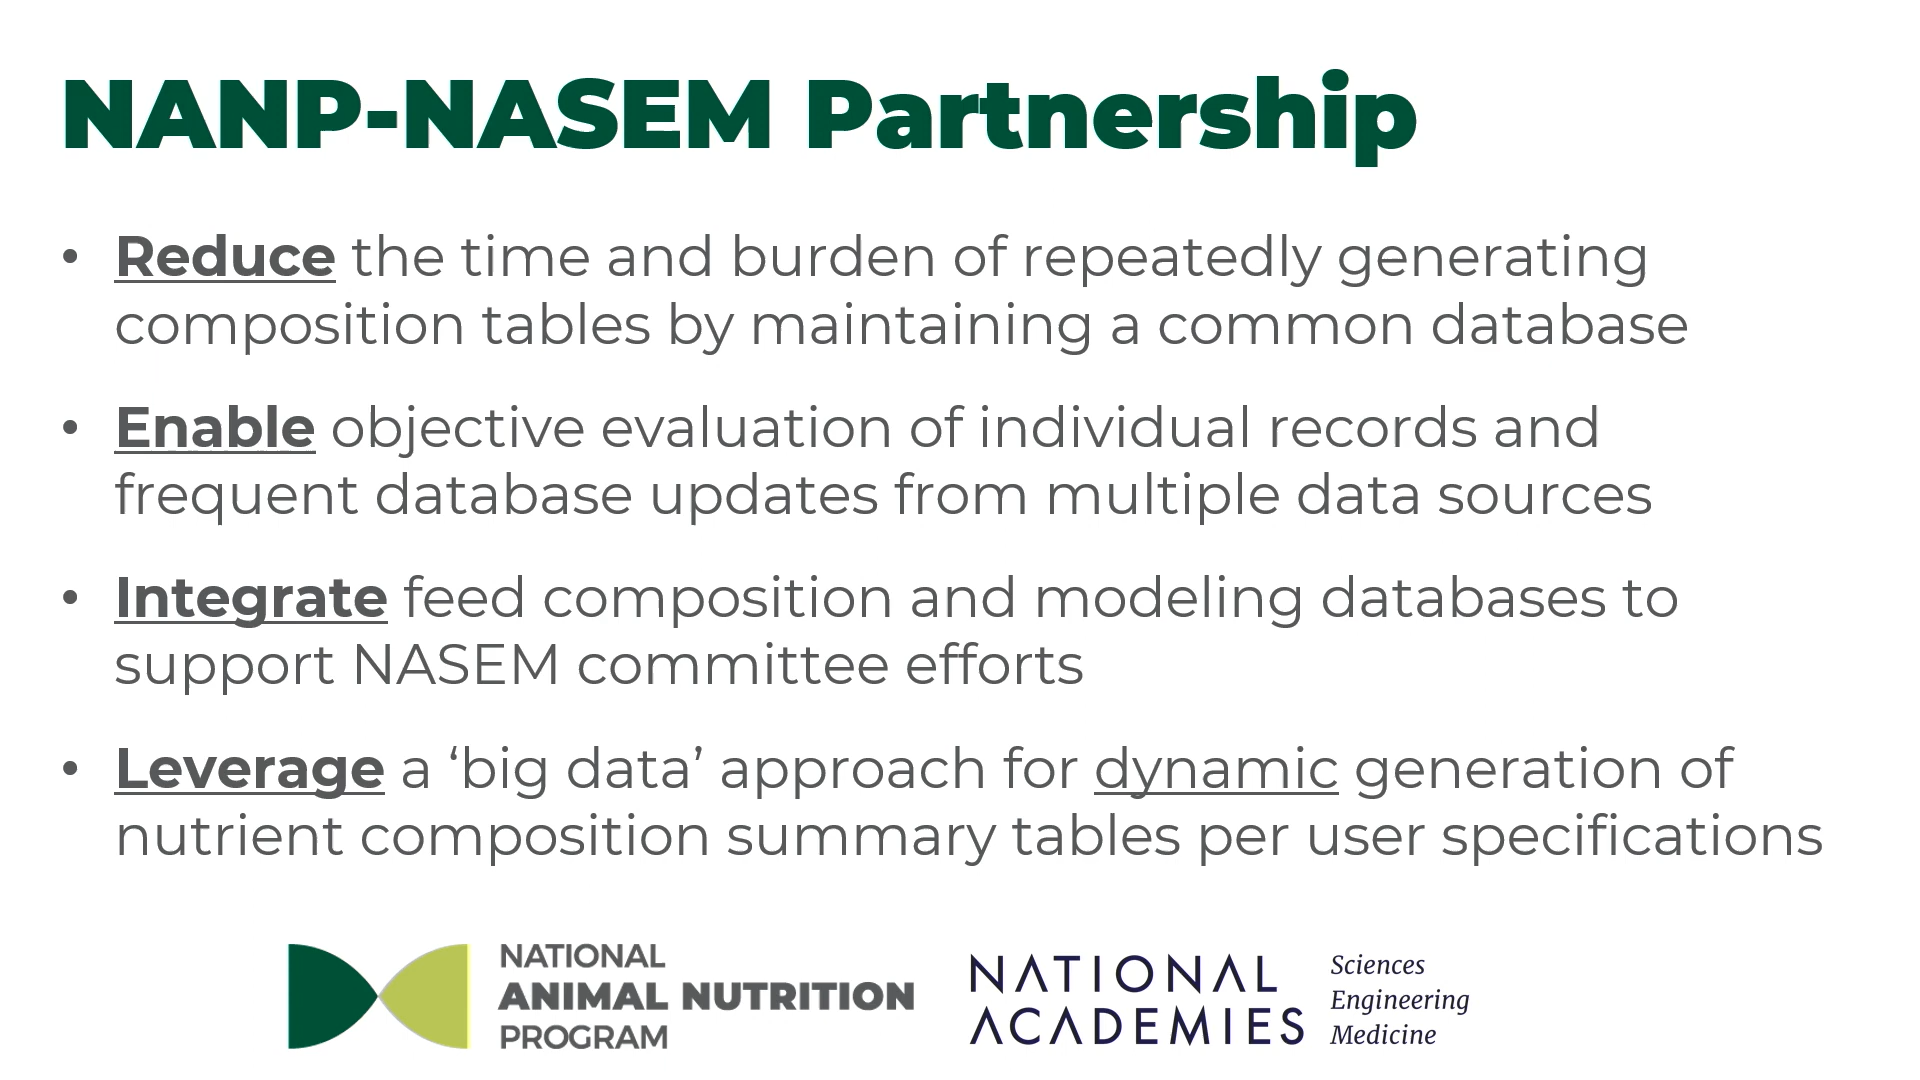 NANP-NASEM Partnership
• Reduce the time and burden of repeatedly generating
composition tables by maintaining a common database
• Enable objective evaluation of individual records and
frequent database updates from multiple data sources
• Integrate feed composition and modeling databases to
support NASEM committee efforts
• Leverage a ‘big data’ approach for dynamic generation of
nutrient composition summary tables per user specifications
NATIONAL
ANIMAL NUTRITION
PROGRAM
NATIONAL
ACADEMIES
Sciences
Engineering
Medicine